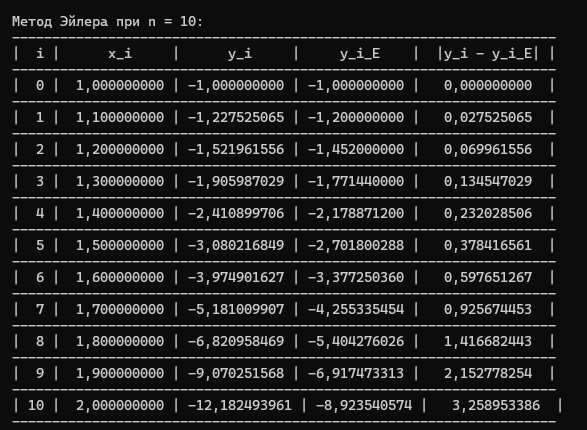 Метод Эйлера при n = 10:
| i | x_i | y_i | y_i_E | |y_i - y_i_E| |
| 0 | 1,000000000 | -1,000000000 | -1,000000000 | 0,000000000 |
| 1 | 1,100000000 | -1,227525065 | -1,200000000 | 0,027525065 |
| 2 | 1,200000000 | -1,521961556 | -1,452000000 | 0,069961556 |
| 3 | 1,300000000 | -1,905987029 | -1,771440000 | 0,134547029 |
| 4 | 1,400000000 | -2,410899706 | -2,178871200 | 0,232028506 |
| 5 | 1,500000000 | -3,080216849 | -2,701800288 | 0,378416561 |
| 6 | 1,600000000 | -3,974901627 | -3,377250360 | 0,597651267 |
| 7 | 1,700000000 | -5,181009907 | -4,255335454 | 0,925674453 |
| 8 | 1,800000000 | -6,820958469 | -5,404276026 | 1,416682443 |
| 9 | 1,900000000 | -9,070251568 | -6,917473313 | 2,152778254 |
| 10 | 2,000000000 | -12,182493961 | -8,923540574 | 3,258953386 |